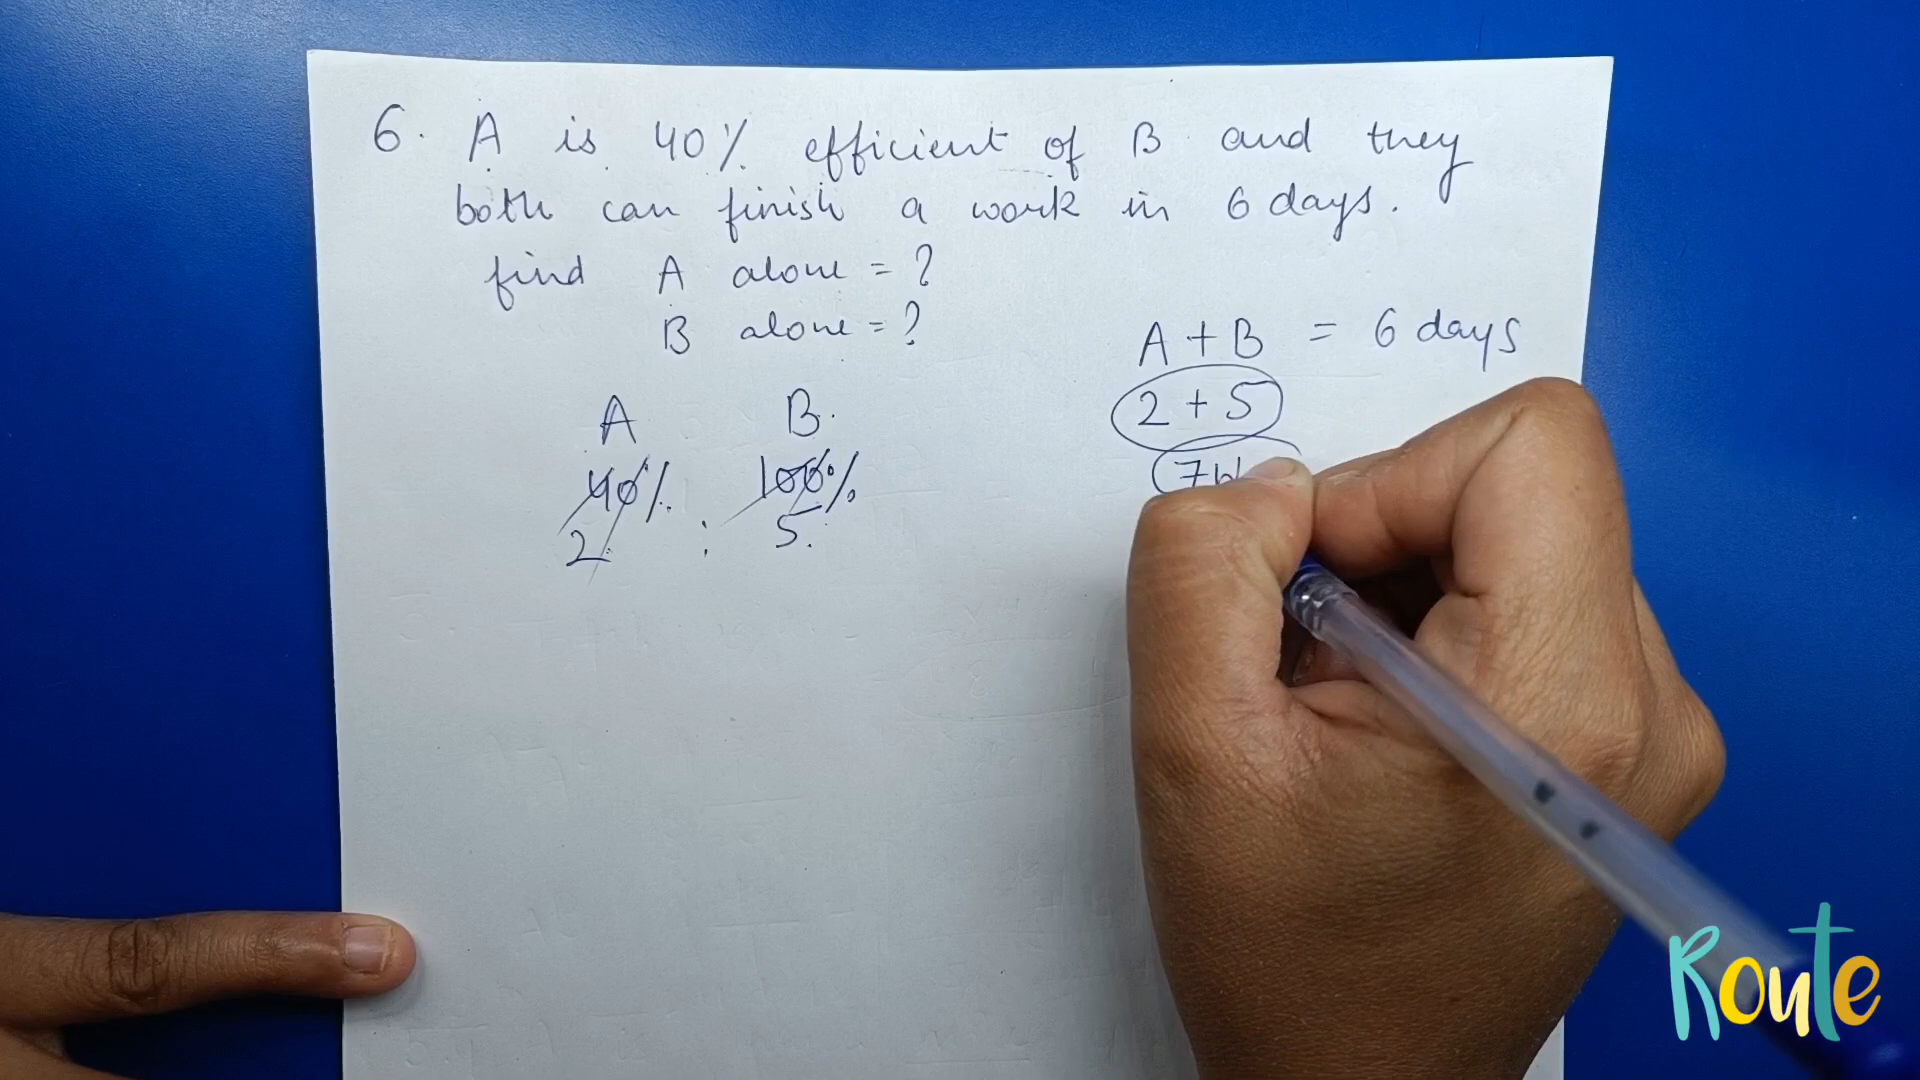 6. A is 40% efficient of B and they
both can finish a work in 6 days.
find A alone = ?
B alone = ?
A + B = 6 days
2 + 5
A B.
40% 100%
2 : 5.
Route